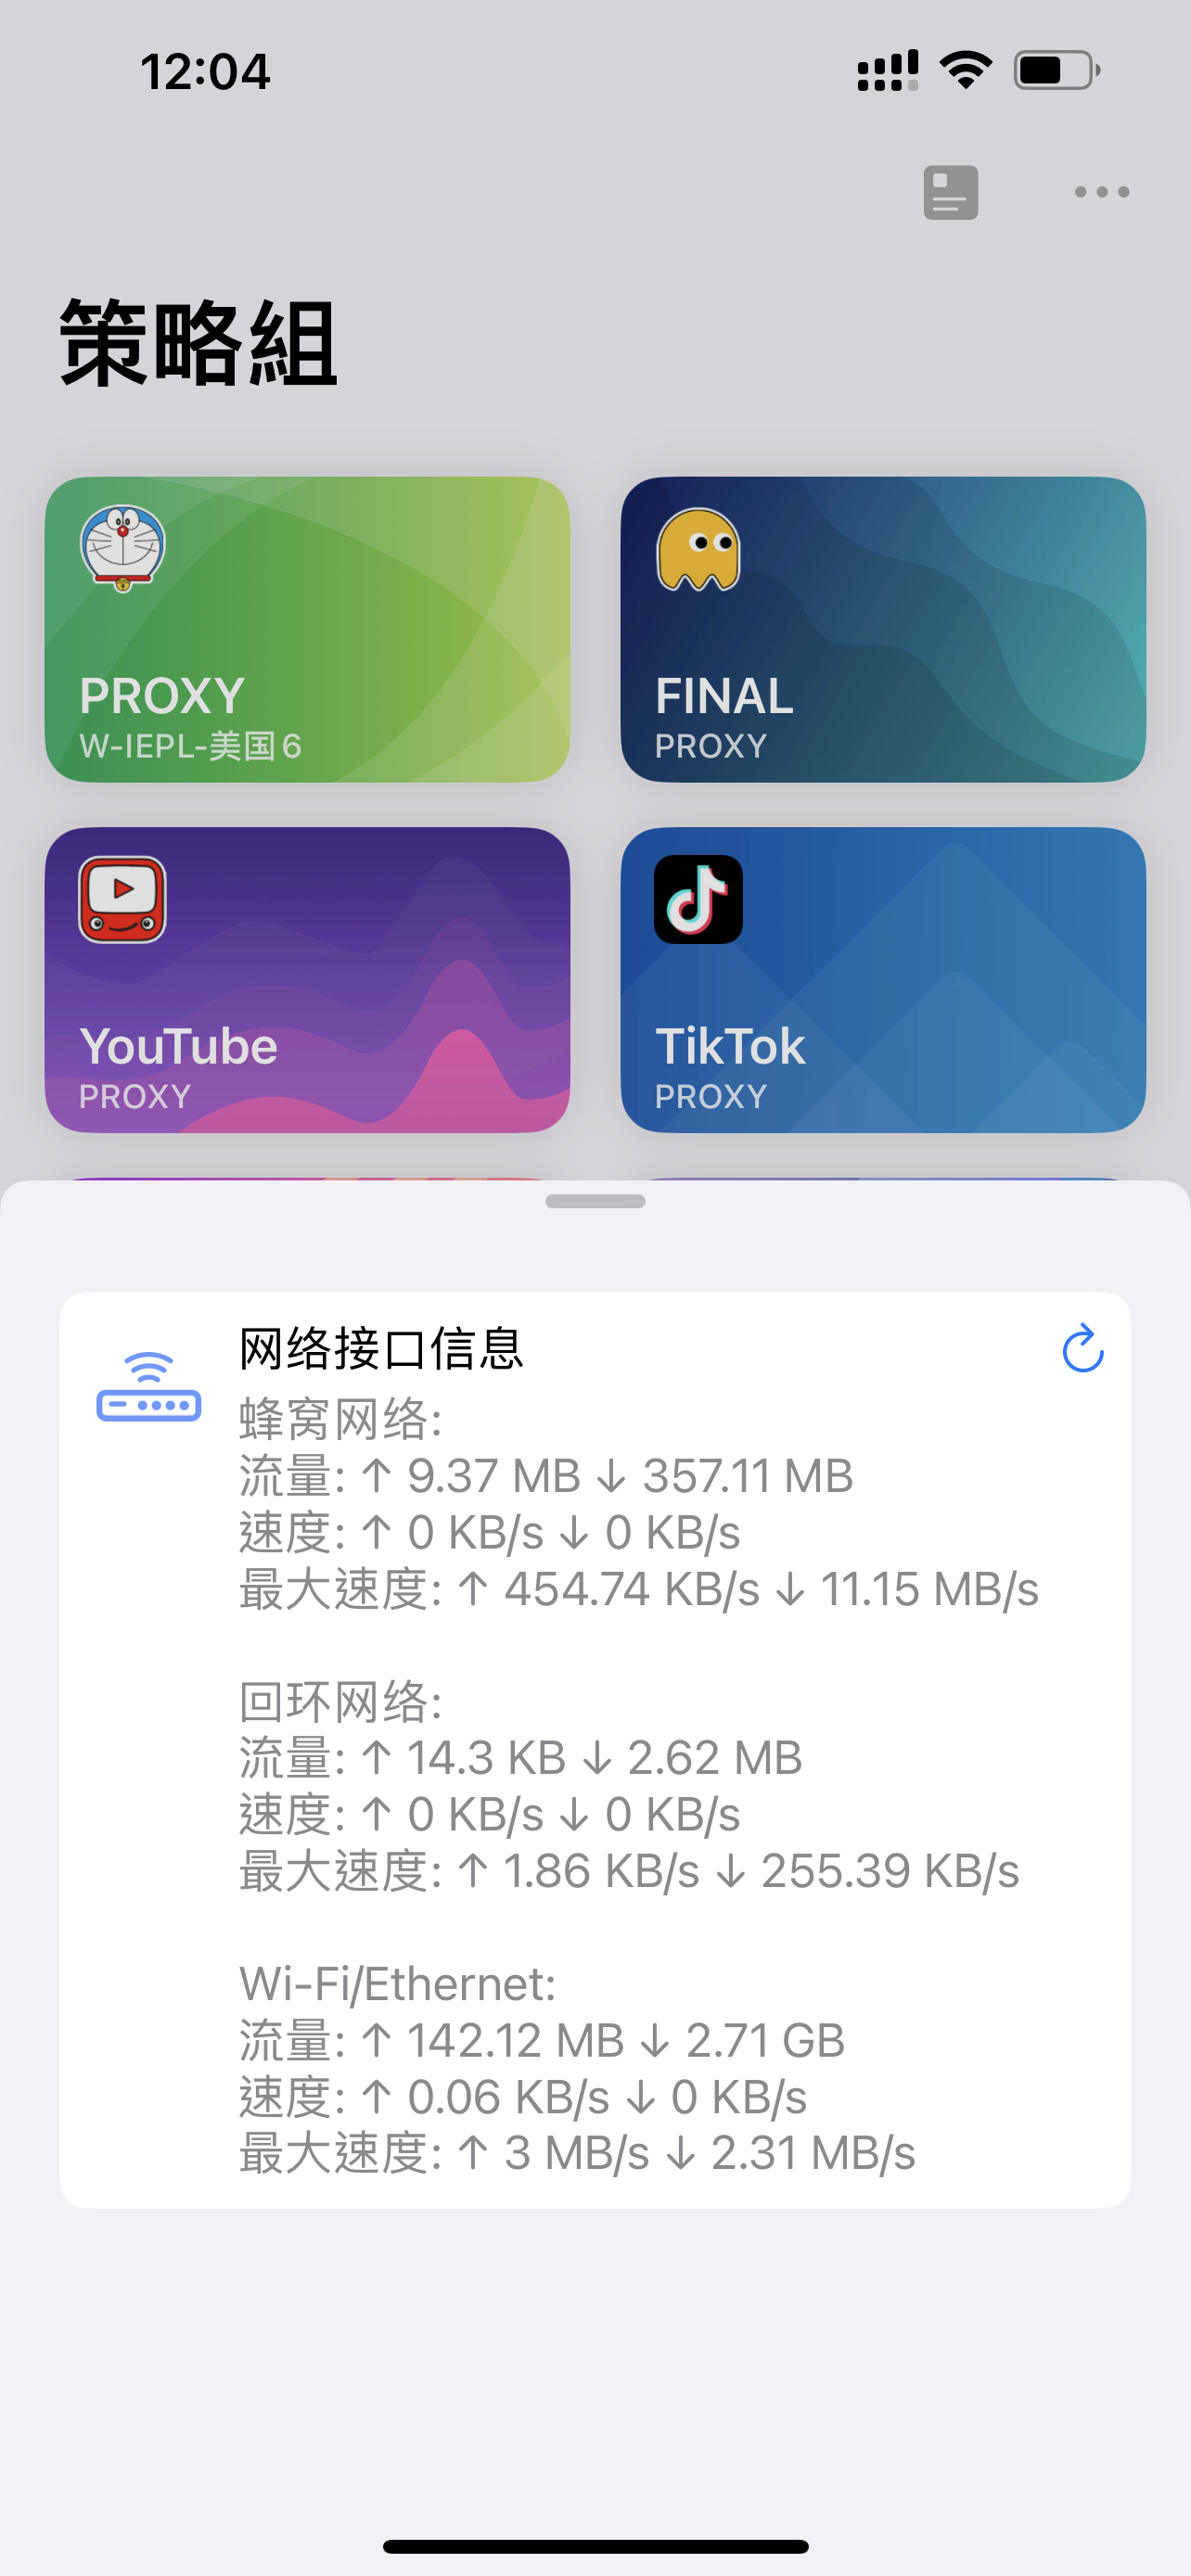 12:04
策略組
PROXY
W-IEPL-美国 6
FINAL
PROXY
YouTube
PROXY
TikTok
PROXY
网络接口信息
蜂窝网络:
流量: ↑ 9.37 MB ↓ 357.11 MB
速度: ↑ 0 KB/s ↓ 0 KB/s
最大速度: ↑ 454.74 KB/s ↓ 11.15 MB/s
回环网络:
流量: ↑ 14.3 KB ↓ 2.62 MB
速度: ↑ 0 KB/s ↓ 0 KB/s
最大速度: ↑ 1.86 KB/s ↓ 255.39 KB/s
Wi-Fi/Ethernet:
流量: ↑ 142.12 MB ↓ 2.71 GB
速度: ↑ 0.06 KB/s ↓ 0 KB/s
最大速度: ↑ 3 MB/s ↓ 2.31 MB/s